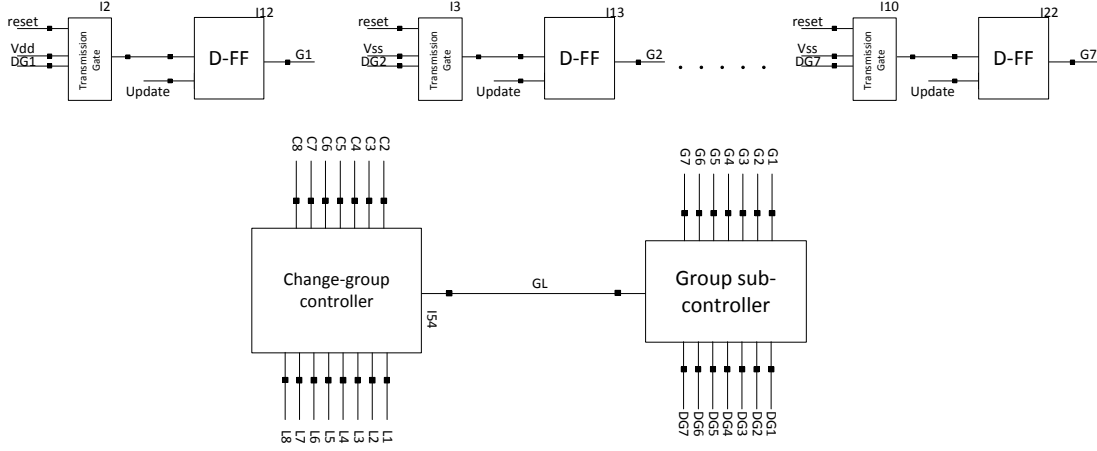 I2
I12
I3
I13
I10
I22
reset
reset
reset
Vdd
DG1
Transmission
Gate
D-FF
G1
Update
Vss
DG2
Transmission
Gate
D-FF
G2
Update
. . . . .
Vss
DG7
Transmission
Gate
D-FF
G7
Update
C8
C7
C6
C5
C4
C3
C2
G7
G6
G5
G4
G3
G2
G1
Change-group
controller
GL
I54
Group sub-
controller
L8
L7
L6
L5
L4
L3
L2
L1
DG7
DG6
DG5
DG4
DG3
DG2
DG1